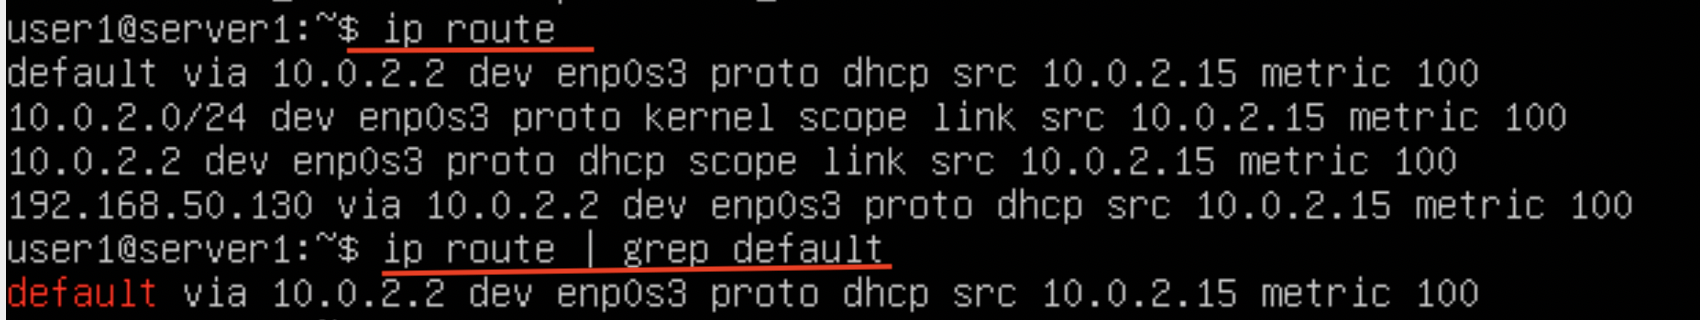 user1@server1:~$ ip route
default via 10.0.2.2 dev enp0s3 proto dhcp src 10.0.2.15 metric 100
10.0.2.0/24 dev enp0s3 proto kernel scope link src 10.0.2.15 metric 100
10.0.2.2 dev enp0s3 proto dhcp scope link src 10.0.2.15 metric 100
192.168.50.130 via 10.0.2.2 dev enp0s3 proto dhcp src 10.0.2.15 metric 100
user1@server1:~$ ip route | grep default
default via 10.0.2.2 dev enp0s3 proto dhcp src 10.0.2.15 metric 100